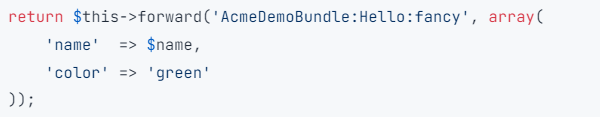 return $this->forward('AcmeDemoBundle:Hello:fancy', array(
    'name'  => $name,
    'color' => 'green'
));